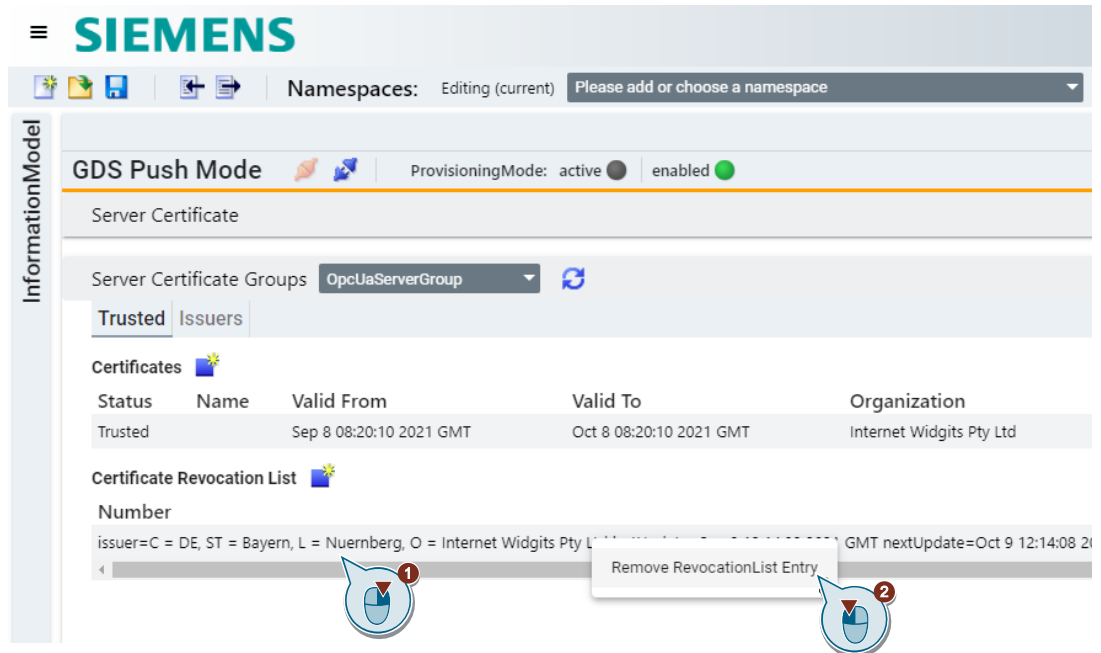 SIEMENS
Namespaces: Editing (current) Please add or choose a namespace
InformationModel
GDS Push Mode ProvisioningMode: active enabled
Server Certificate
Server Certificate Groups OpcUaServerGroup
Trusted Issuers
Certificates
Status Name Valid From Valid To Organization
Trusted Sep 8 08:20:10 2021 GMT Oct 8 08:20:10 2021 GMT Internet Widgits Pty Ltd
Certificate Revocation List
Number
issuer=C = DE, ST = Bayern, L = Nuernberg, O = Internet Widgits Pty GMT nextUpdate=Oct 9 12:14:08
Remove RevocationList Entry
1
2